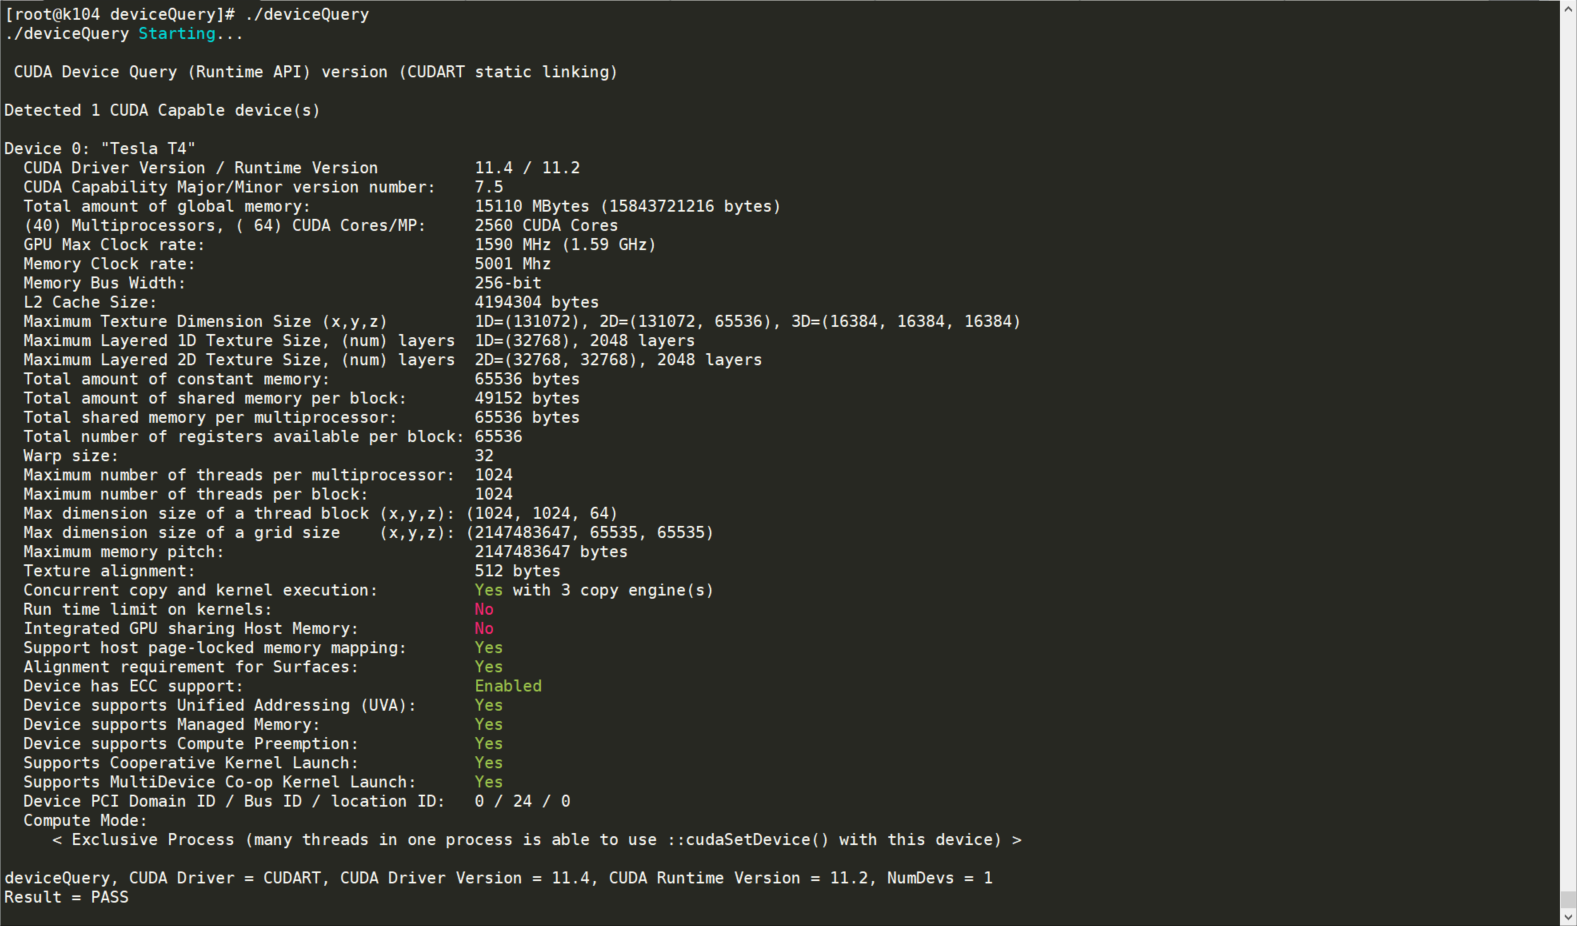 [root@k104 deviceQuery]# ./deviceQuery
./deviceQuery Starting...
CUDA Device Query (Runtime API) version (CUDART static linking)
Detected 1 CUDA Capable device(s)
Device 0: "Tesla T4"
CUDA Driver Version / Runtime Version 11.4 / 11.2
CUDA Capability Major/Minor version number: 7.5
Total amount of global memory: 15110 MBytes (15843721216 bytes)
(40) Multiprocessors, ( 64) CUDA Cores/MP: 2560 CUDA Cores
GPU Max Clock rate: 1590 MHz (1.59 GHz)
Memory Clock rate: 5001 Mhz
Memory Bus Width: 256-bit
L2 Cache Size: 4194304 bytes
Maximum Texture Dimension Size (x,y,z) 1D=(131072), 2D=(131072, 65536), 3D=(16384, 16384, 16384)
Maximum Layered 1D Texture Size, (num) layers 1D=(32768), 2048 layers
Maximum Layered 2D Texture Size, (num) layers 2D=(32768, 32768), 2048 layers
Total amount of constant memory: 65536 bytes
Total amount of shared memory per block: 49152 bytes
Total shared memory per multiprocessor: 65536 bytes
Total number of registers available per block: 65536
Warp size: 32
Maximum number of threads per multiprocessor: 1024
Maximum number of threads per block: 1024
Max dimension size of a thread block (x,y,z): (1024, 1024, 64)
Max dimension size of a grid size (x,y,z): (2147483647, 65535, 65535)
Maximum memory pitch: 2147483647 bytes
Texture alignment: 512 bytes
Concurrent copy and kernel execution: Yes with 3 copy engine(s)
Run time limit on kernels: No
Integrated GPU sharing Host Memory: No
Support host page-locked memory mapping: Yes
Alignment requirement for Surfaces: Yes
Device has ECC support: Enabled
Device supports Unified Addressing (UVA): Yes
Device supports Managed Memory: Yes
Device supports Compute Preemption: Yes
Supports Cooperative Kernel Launch: Yes
Supports MultiDevice Co-op Kernel Launch: Yes
Device PCI Domain ID / Bus ID / location ID: 0 / 24 / 0
Compute Mode:
< Exclusive Process (many threads in one process is able to use ::cudaSetDevice() with this device) >
deviceQuery, CUDA Driver = CUDART, CUDA Driver Version = 11.4, CUDA Runtime Version = 11.2, NumDevs = 1
Result = PASS